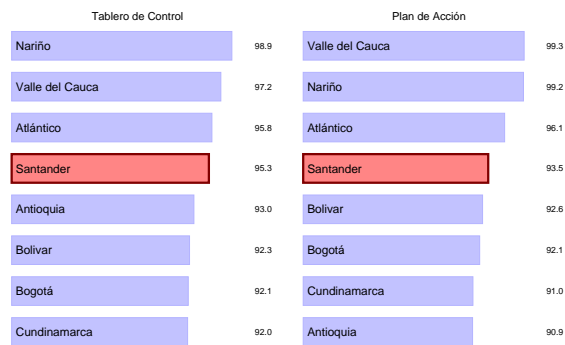 Tablero de Control
Nariño 98.9
Valle del Cauca 97.2
Atlántico 95.8
Santander 95.3
Antioquia 93.0
Bolivar 92.3
Bogotá 92.1
Cundinamarca 92.0
Plan de Acción
Valle del Cauca 99.3
Nariño 99.2
Atlántico 96.1
Santander 93.5
Bolivar 92.6
Bogotá 92.1
Cundinamarca 91.0
Antioquia 90.9